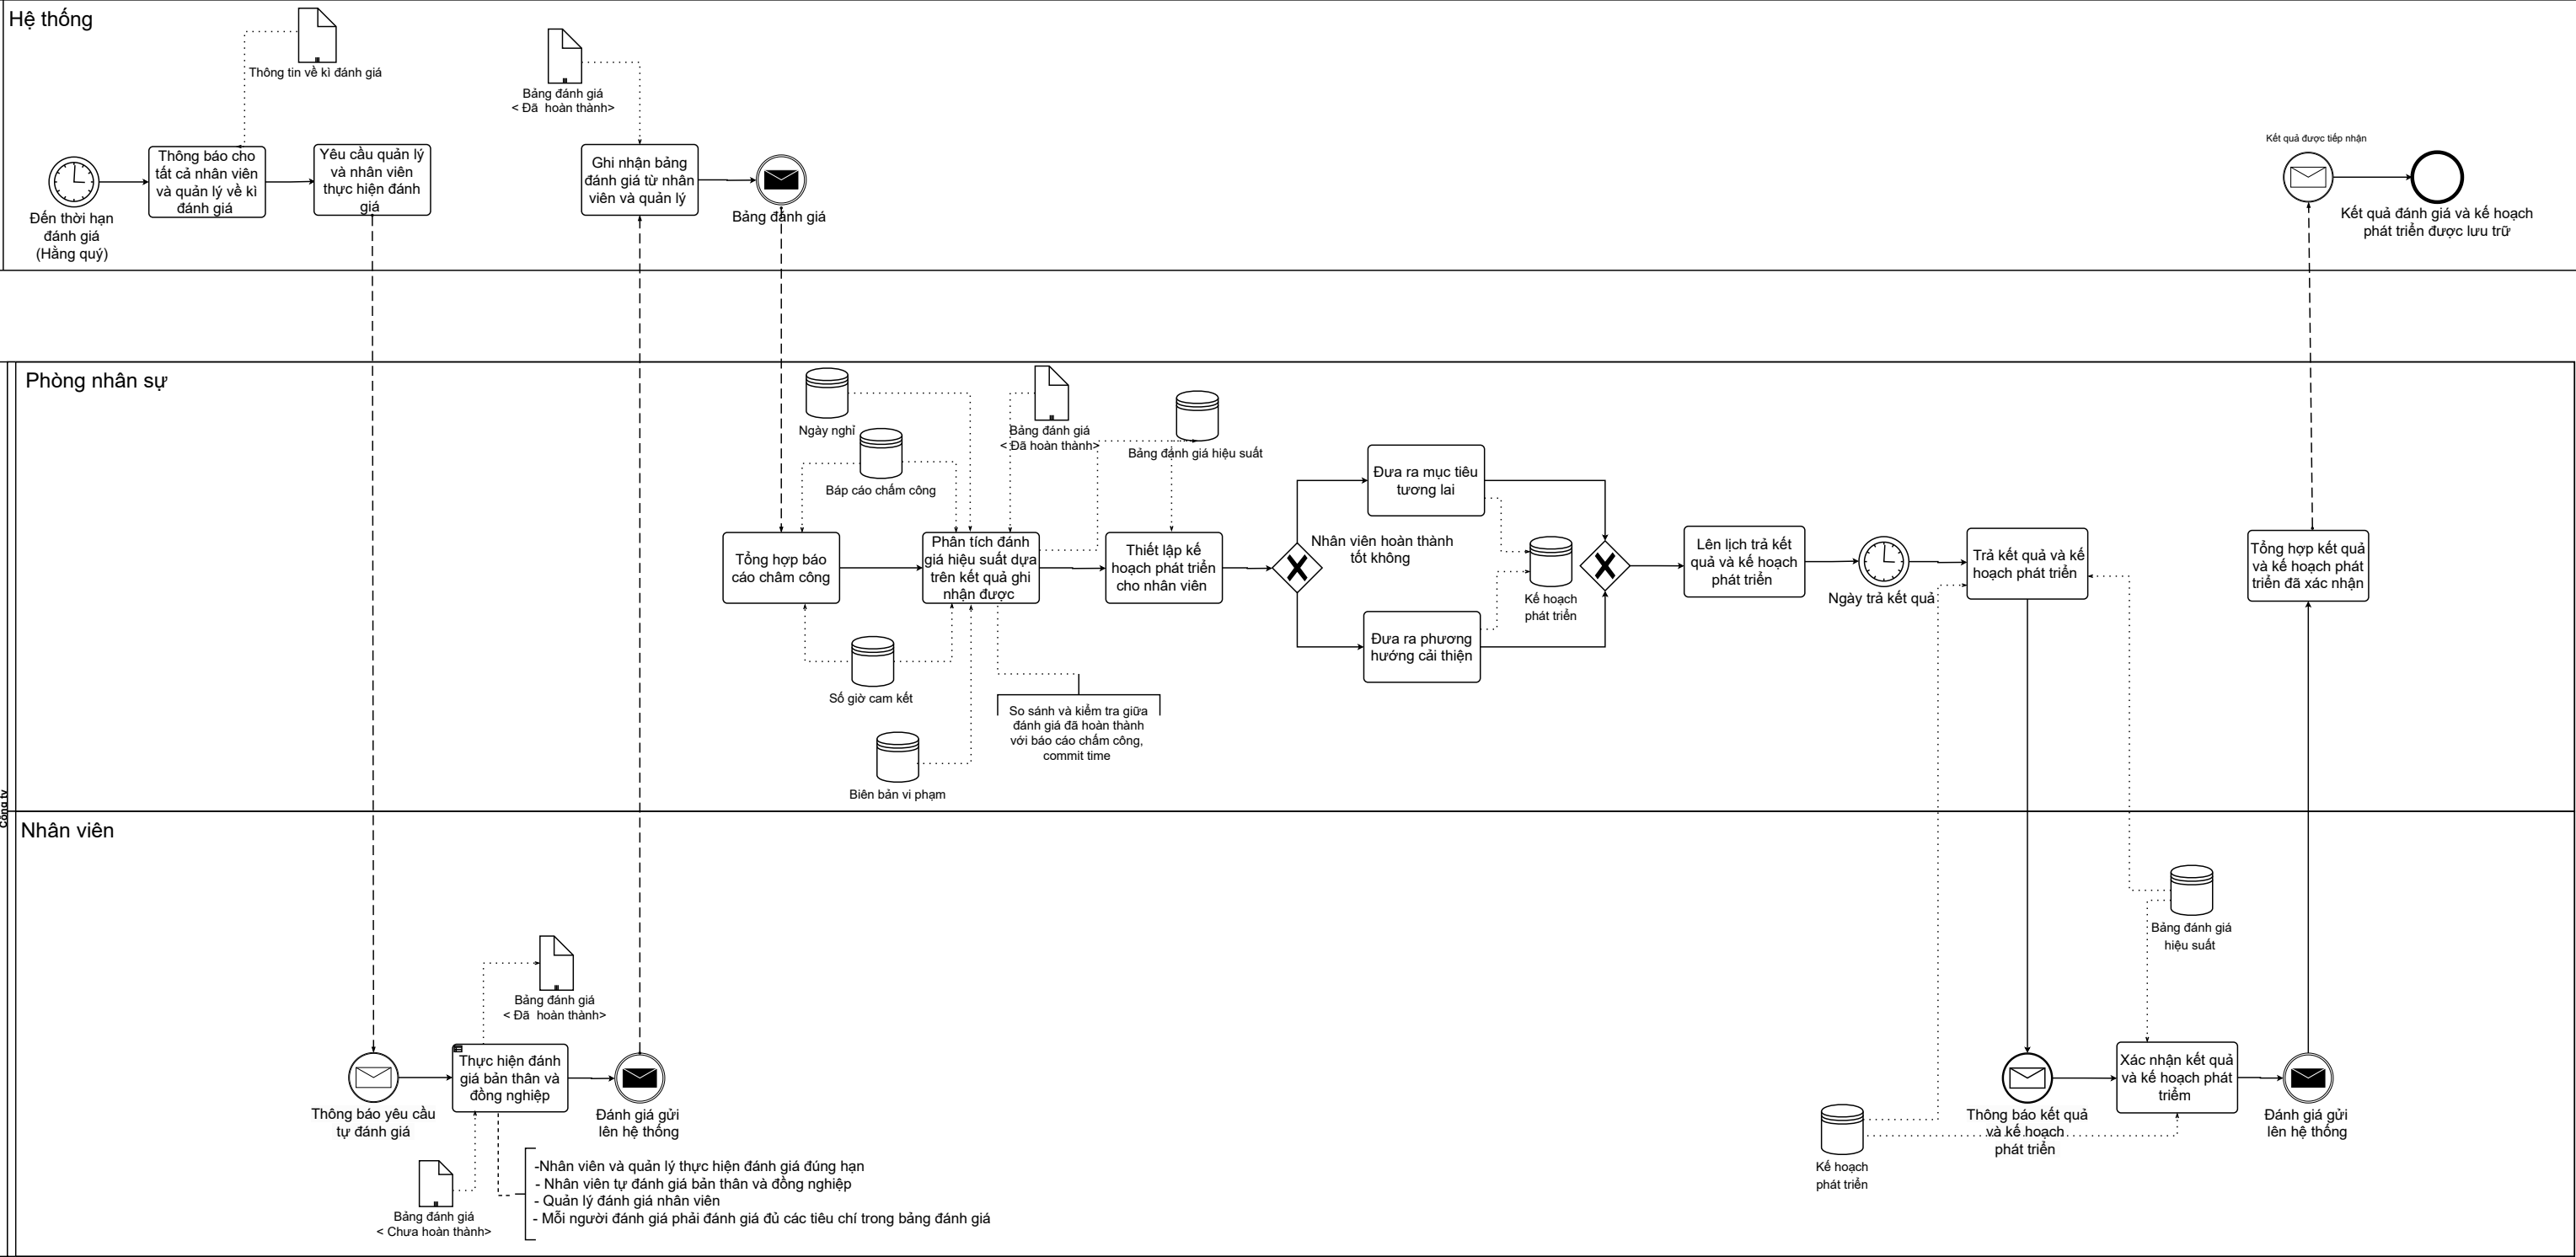 Hệ thống
Thông tin về kì đánh giá
Bảng đánh giá
< Đã  hoàn thành>
Đến thời hạn
đánh giá
(Hằng quý)
Thông báo cho
tất cả nhân viên
và quản lý về kì
đánh giá
Yêu cầu quản lý
và nhân viên
thực hiện đánh
giá
Ghi nhận bảng
đánh giá từ nhân
viên và quản lý
Bảng đánh giá
Kết quả được tiếp nhận
Kết quả đánh giá và kế hoạch
phát triển được lưu trữ
Công ty
Phòng nhân sự
Ngày nghỉ
Báp cáo chấm công
Bảng đánh giá
< Đã hoàn thành>
Bảng đánh giá hiệu suất
Tổng hợp báo
cáo châm công
Phân tích đánh
giá hiệu suất dựa
trên kết quả ghi
nhận được
Thiết lập kế
hoạch phát triển
cho nhân viên
Số giờ cam kết
Biên bản vi phạm
So sánh và kiểm tra giữa
đánh giá đã hoàn thành
với báo cáo chấm công,
commit time
Nhân viên hoàn thành
tốt không
Đưa ra mục tiêu
tương lai
Đưa ra phương
hướng cải thiện
Kế hoạch
phát triển
Lên lịch trả kết
quả và kế hoạch
phát triển
Ngày trả kết quả
Trả kết quả và kế
hoạch phát triển
Tổng hợp kết quả
và kế hoạch phát
triển đã xác nhận
Nhân viên
Bảng đánh giá
< Đã  hoàn thành>
Thông báo yêu cầu
tự đánh giá
Thực hiện đánh
giá bản thân và
đồng nghiệp
Đánh giá gửi
lên hệ thống
Bảng đánh giá
< Chưa hoàn thành>
-Nhân viên và quản lý thực hiện đánh giá đúng hạn
- Nhân viên tự đánh giá bản thân và đồng nghiệp
- Quản lý đánh giá nhân viên
- Mỗi người đánh giá phải đánh giá đủ các tiêu chí trong bảng đánh giá
Bảng đánh giá
hiệu suất
Kế hoạch
phát triển
Thông báo kết quả
và kế hoạch
phát triển
Xác nhận kết quả
và kế hoạch phát
triểm
Đánh giá gửi
lên hệ thống